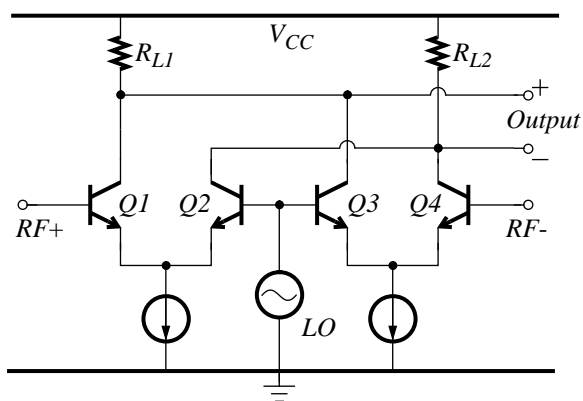 V_CC
R_L1
R_L2
+
Output
−
Q1
Q2
Q3
Q4
RF+
RF-
LO